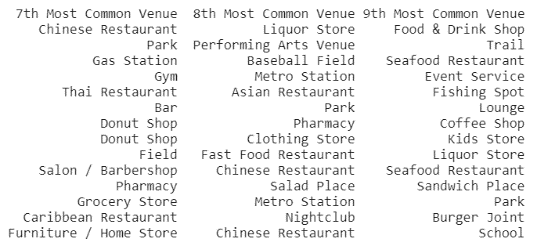 7th Most Common Venue 8th Most Common Venue 9th Most Common Venue
Chinese Restaurant Liquor Store Food & Drink Shop
Park Performing Arts Venue Trail
Gas Station Baseball Field Seafood Restaurant
Gym Metro Station Event Service
Thai Restaurant Asian Restaurant Fishing Spot
Bar Park Lounge
Donut Shop Pharmacy Coffee Shop
Donut Shop Clothing Store Kids Store
Field Fast Food Restaurant Liquor Store
Salon / Barbershop Chinese Restaurant Seafood Restaurant
Pharmacy Salad Place Sandwich Place
Grocery Store Metro Station Park
Caribbean Restaurant Nightclub Burger Joint
Furniture / Home Store Chinese Restaurant School